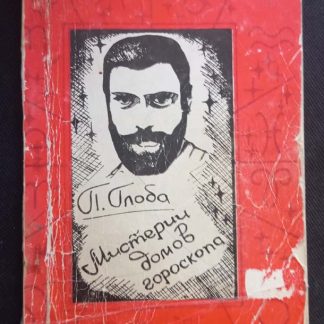 П. Глоба
Мистерии
домов
гороскопа